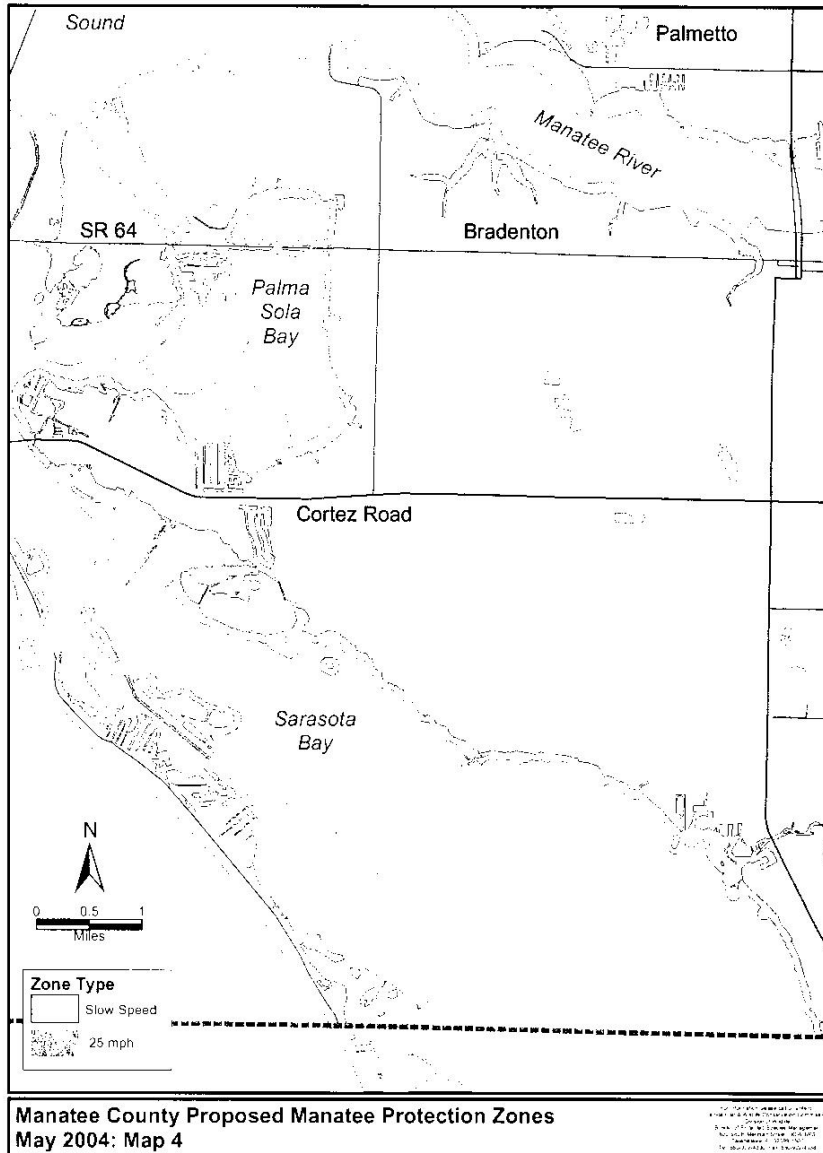 Sound
Palmetto
Manatee River
SR 64
Bradenton
Palma
Sola
Bay
Cortez Road
Sarasota
Bay
N
0 0.5 1
Miles
Zone Type
Slow Speed
25 mph
Manatee County Proposed Manatee Protection Zones
May 2004: Map 4